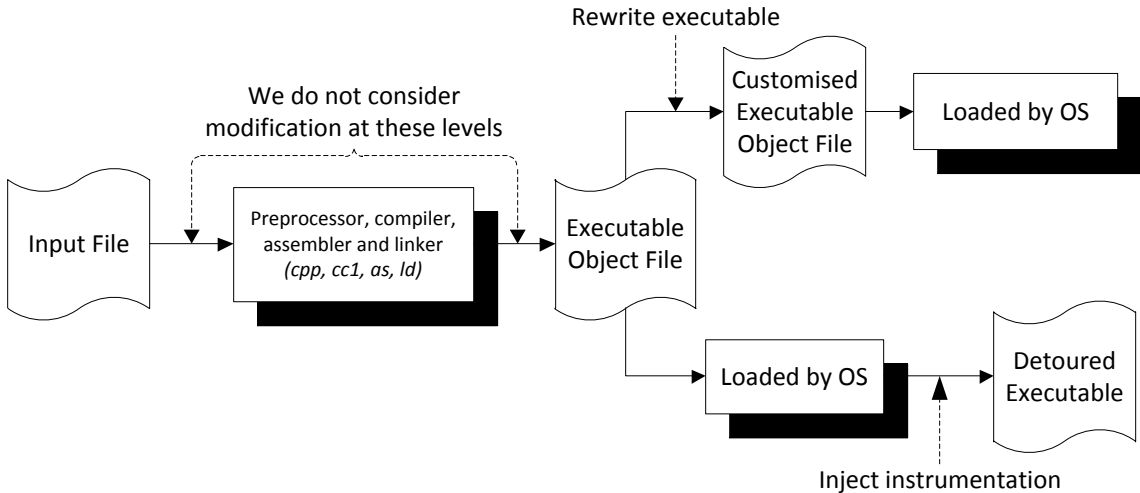 Rewrite executable
We do not consider
modification at these levels
Customised
Executable
Object File
Loaded by OS
Input File
Preprocessor, compiler,
assembler and linker
(cpp, cc1, as, ld)
Executable
Object File
Loaded by OS
Detoured
Executable
Inject instrumentation